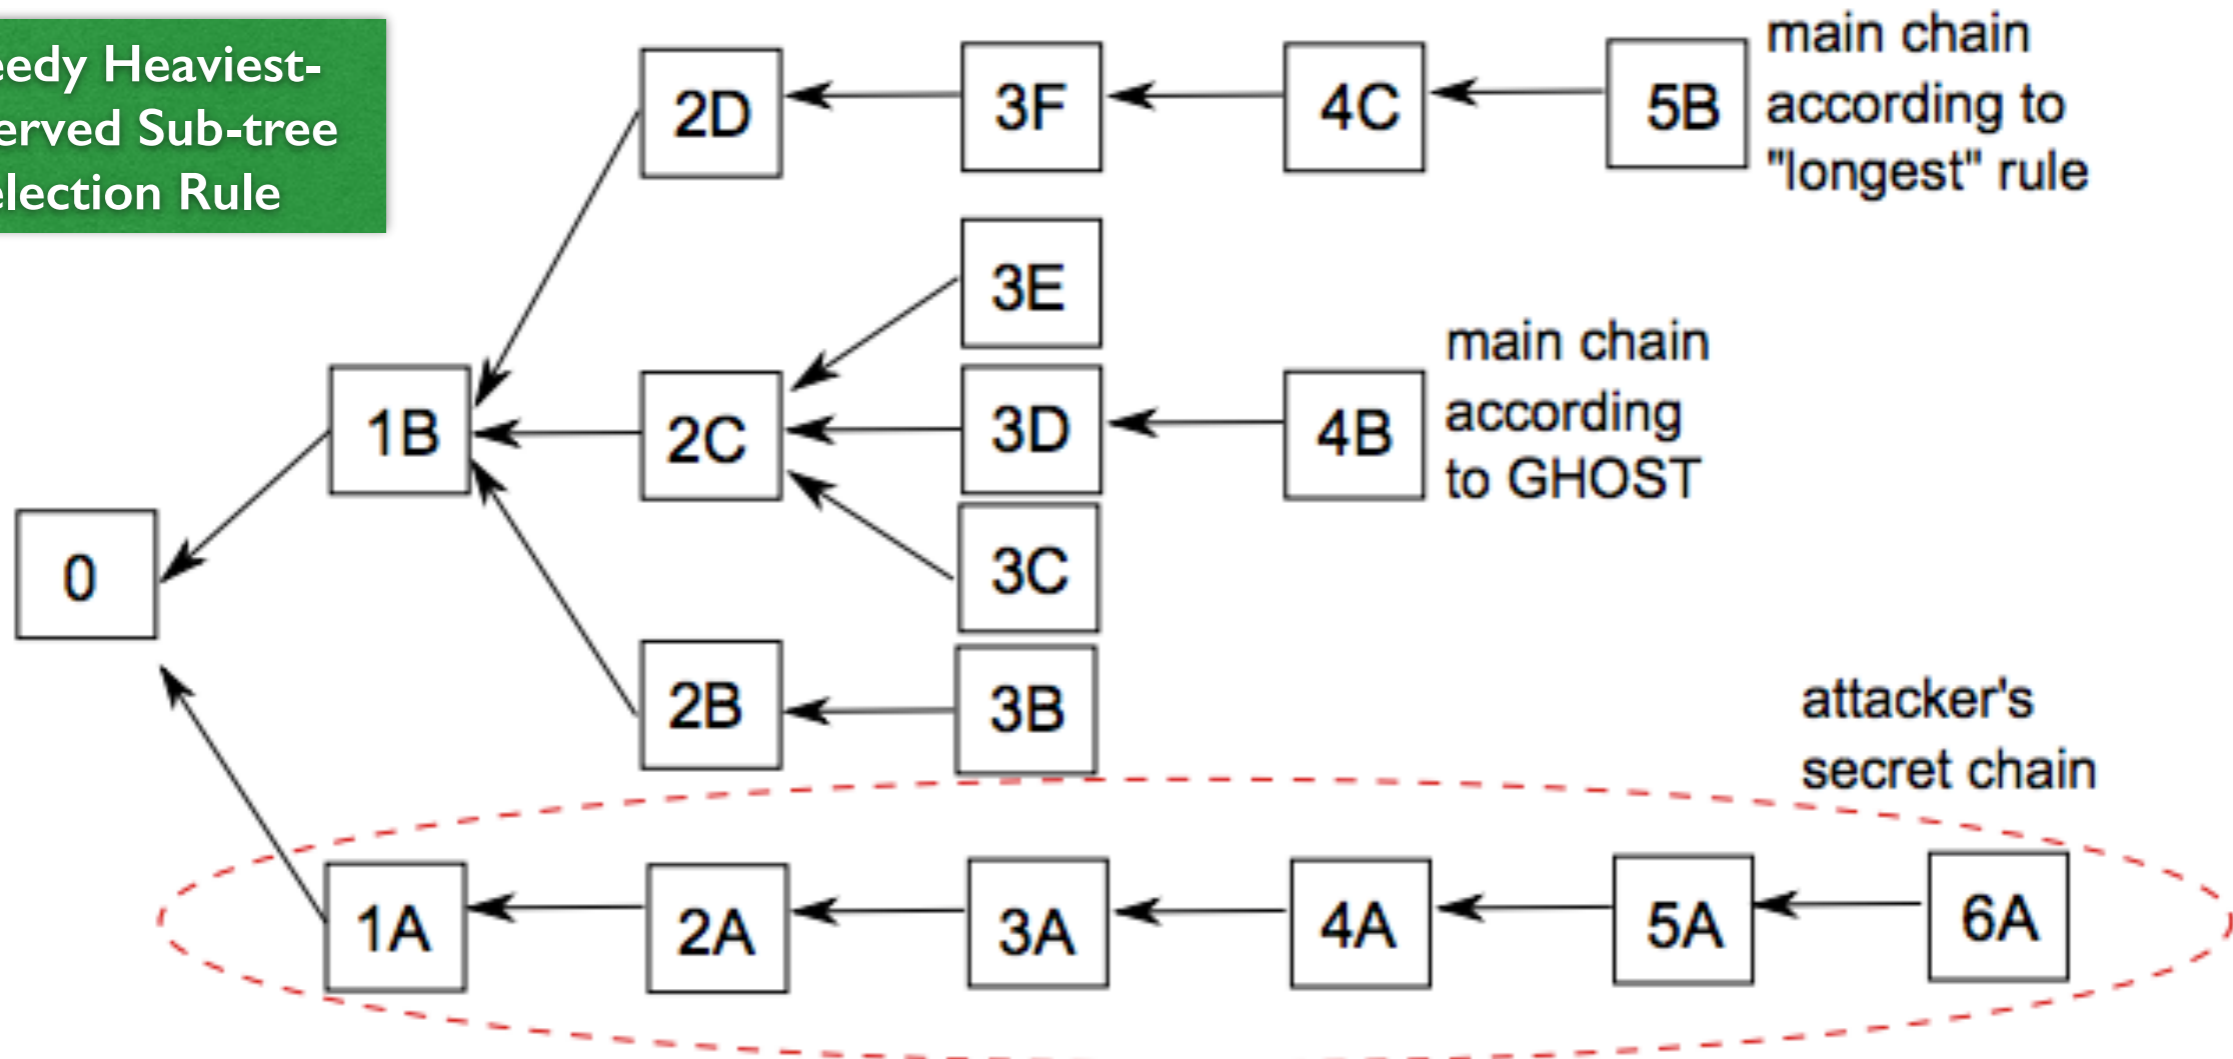 eedy Heaviest-
erved Sub-tree
election Rule
2D
3F
4C
5B
main chain
according to
"longest" rule
3E
1B
2C
3D
4B
main chain
according
to GHOST
0
3C
2B
3B
attacker's
secret chain
1A
2A
3A
4A
5A
6A